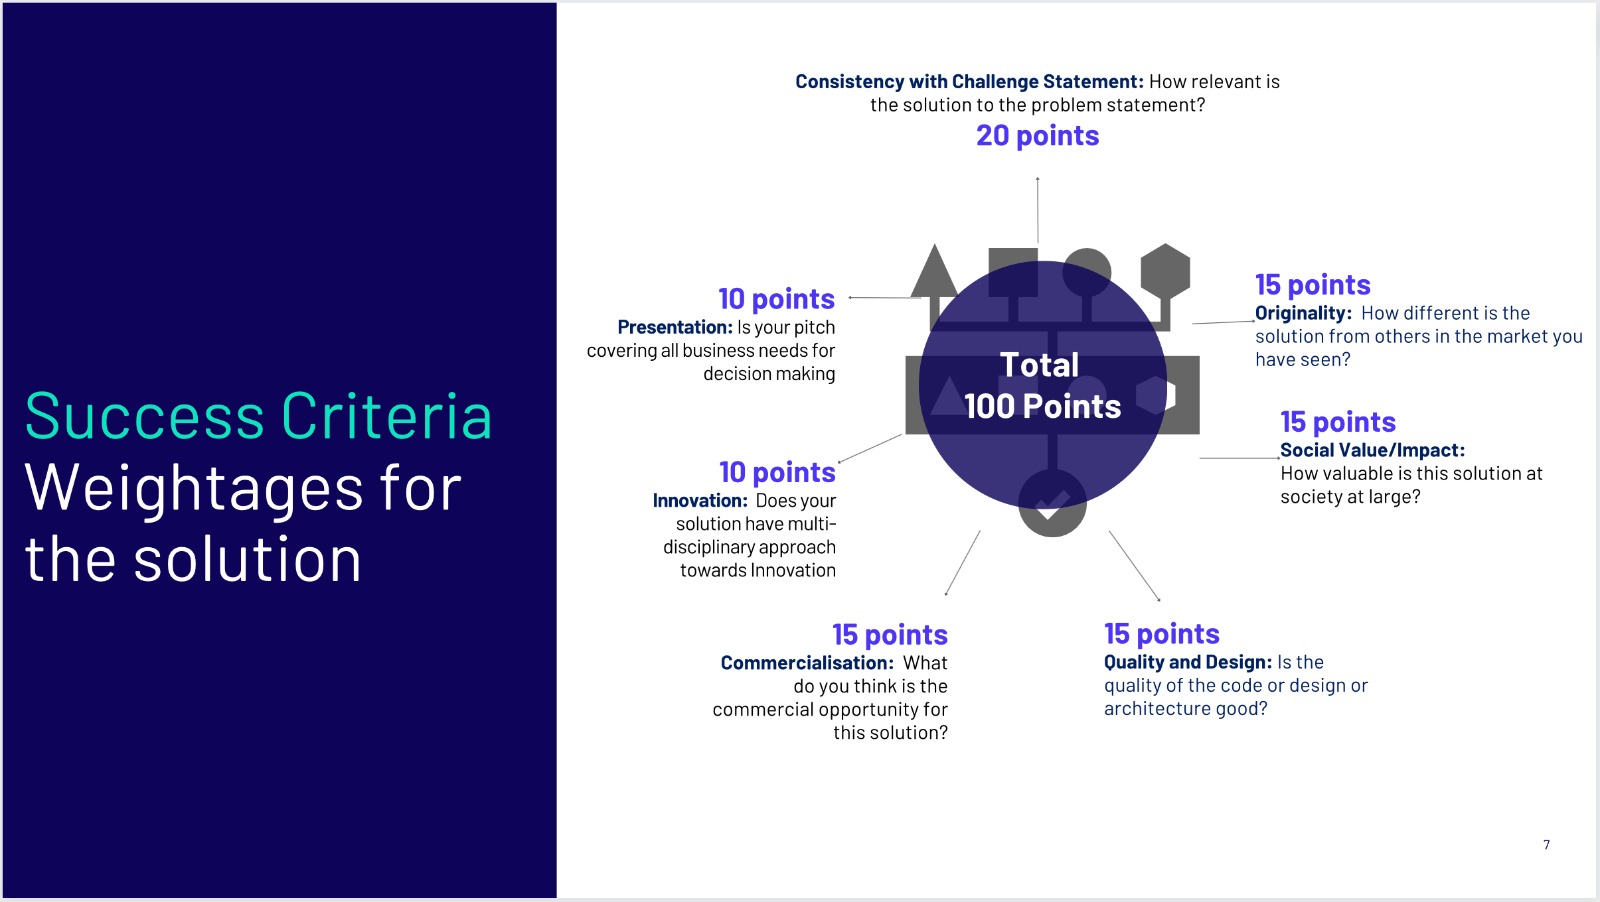 Success Criteria
Weightages for
the solution
Consistency with Challenge Statement: How relevant is
the solution to the problem statement?
20 points
10 points
Presentation: Is your pitch
covering all business needs for
decision making
15 points
Originality: How different is the
solution from others in the market you
have seen?
Total
100 Points
15 points
Social Value/Impact:
How valuable is this solution at
society at large?
10 points
Innovation: Does your
solution have multi-
disciplinary approach
towards Innovation
15 points
Commercialisation: What
do you think is the
commercial opportunity for
this solution?
15 points
Quality and Design: Is the
quality of the code or design or
architecture good?
7